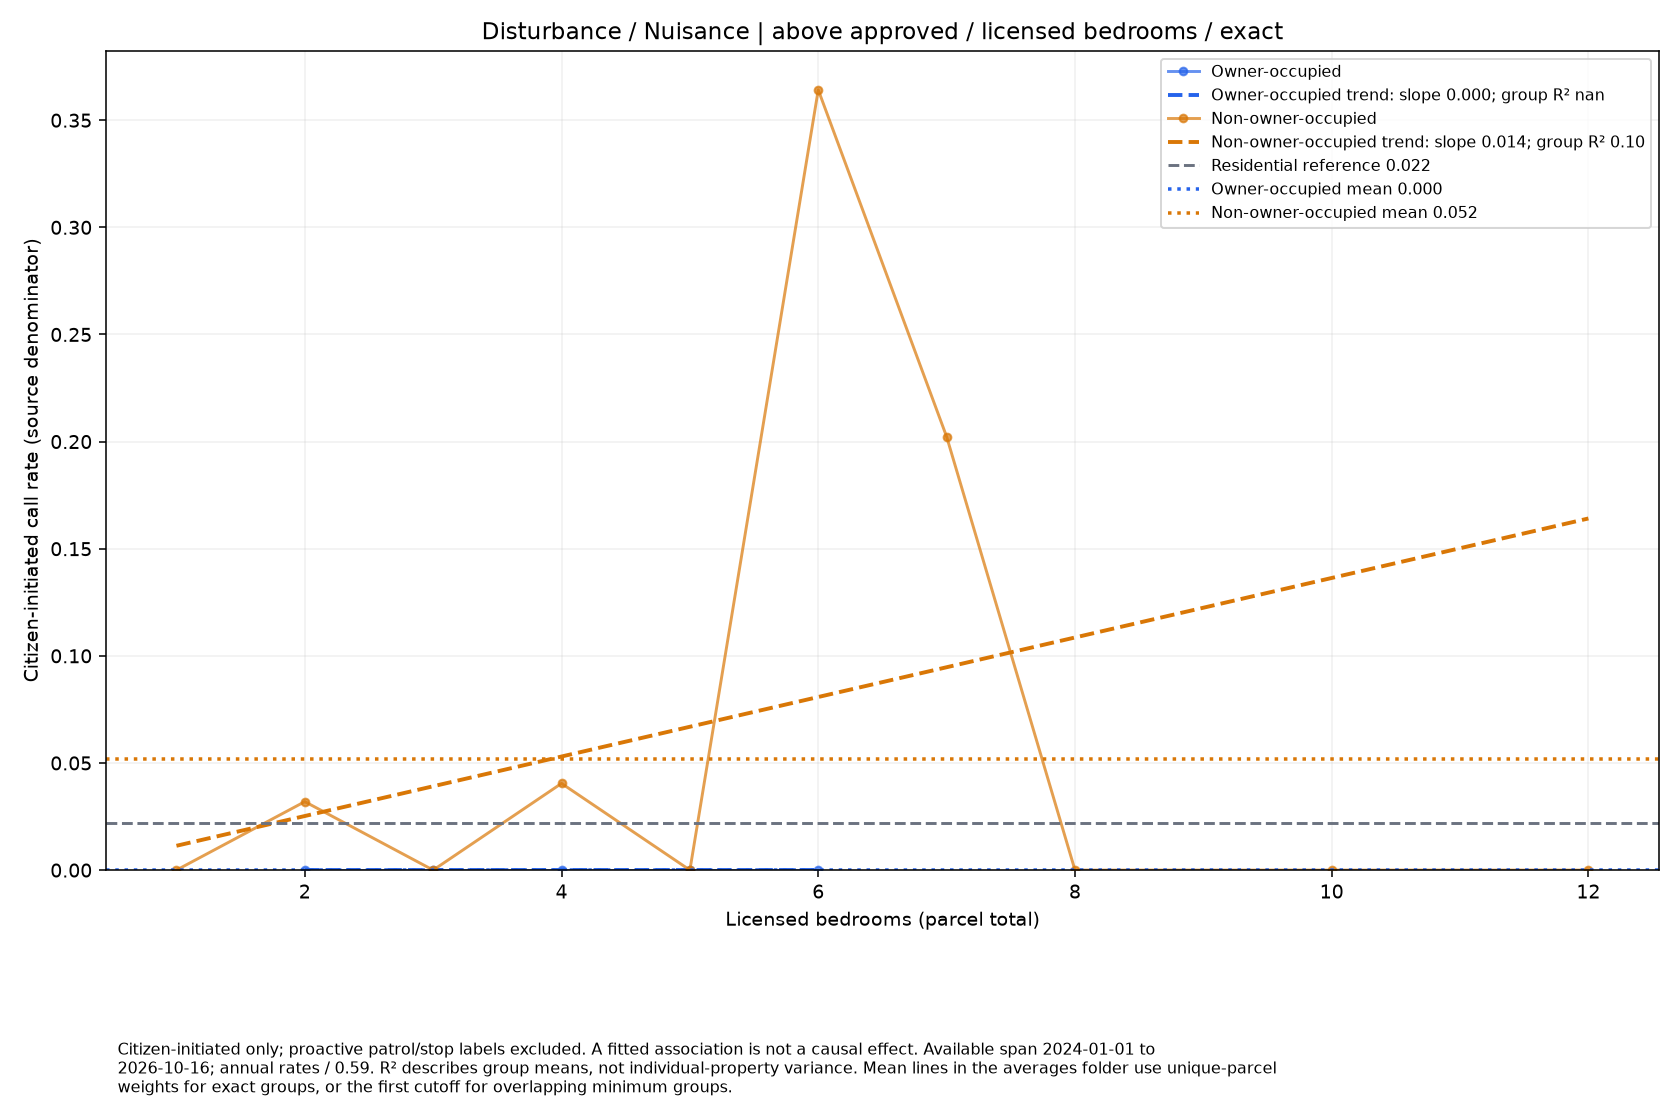 Disturbance / Nuisance | above approved / licensed bedrooms / exact
Owner-occupied
Owner-occupied trend: slope 0.000; group R² nan
Non-owner-occupied
Non-owner-occupied trend: slope 0.014; group R² 0.10
Residential reference 0.022
Owner-occupied mean 0.000
Non-owner-occupied mean 0.052
Citizen-initiated call rate (source denominator)
0.35
0.30
0.25
0.20
0.15
0.10
0.05
0.00
2 4 6 8 10 12
Licensed bedrooms (parcel total)
Citizen-initiated only; proactive patrol/stop labels excluded. A fitted association is not a causal effect. Available span 2024-01-01 to
2026-10-16; annual rates / 0.59. R² describes group means, not individual-property variance. Mean lines in the averages folder use unique-parcel
weights for exact groups, or the first cutoff for overlapping minimum groups.